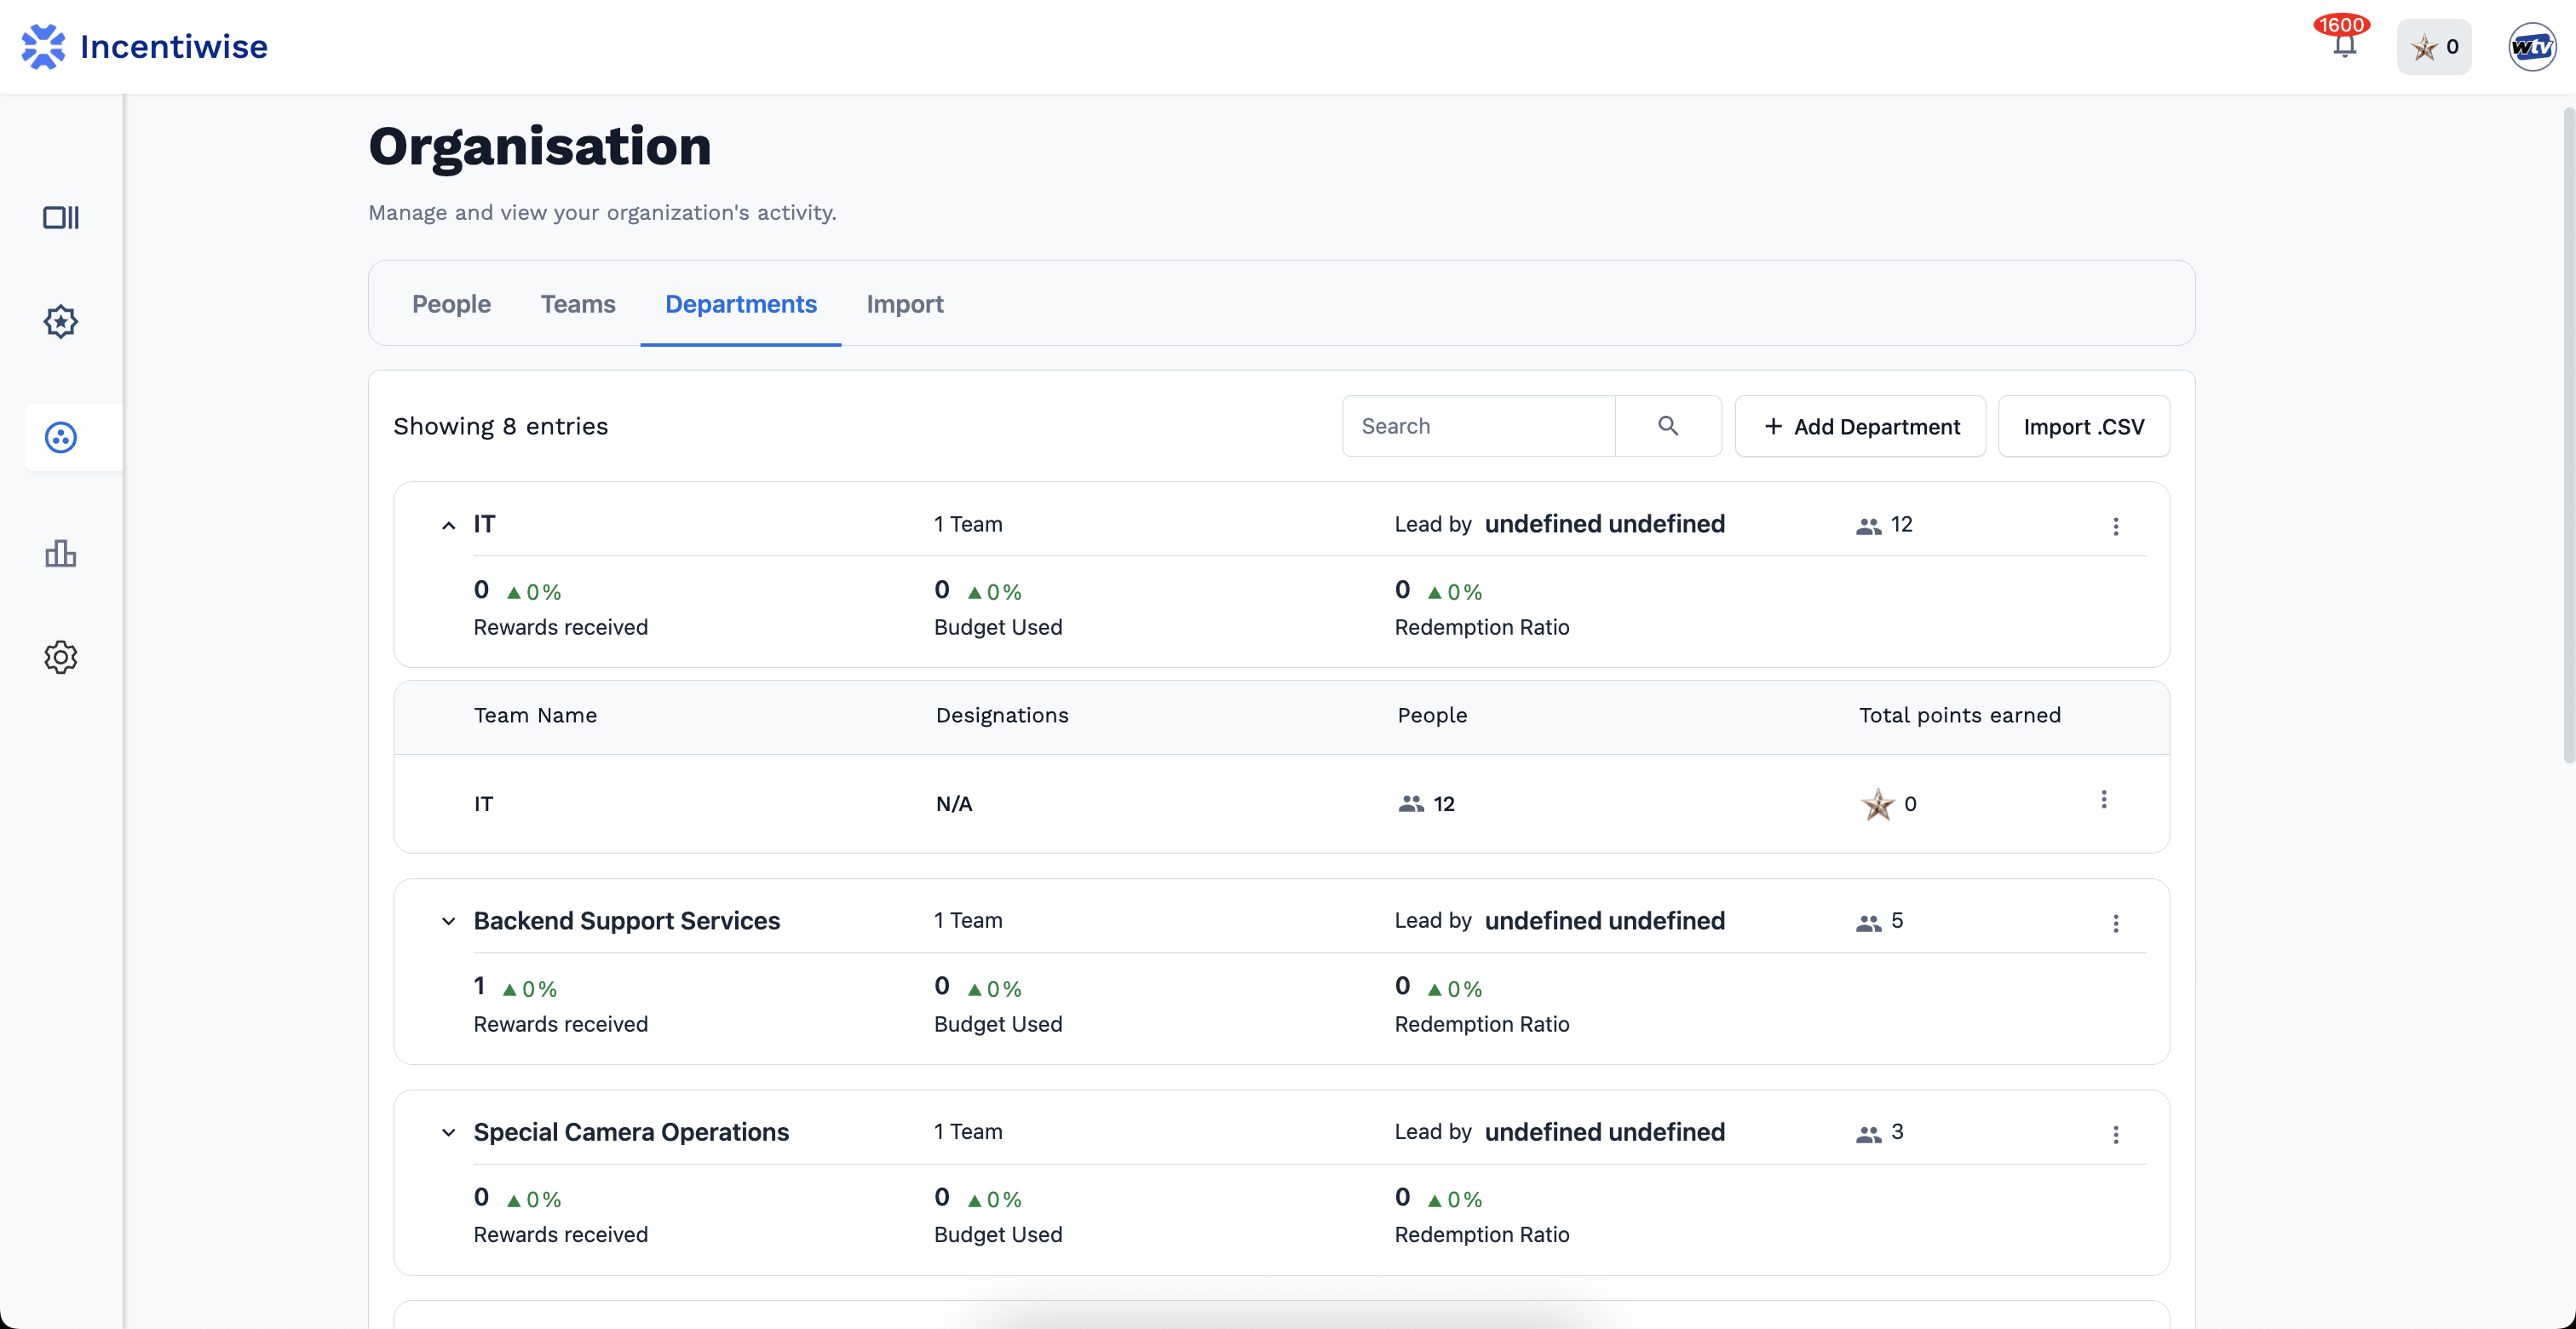 Incentiwise
1600
0
wtv
Organisation
Manage and view your organization's activity.
People Teams Departments Import
Showing 8 entries
Search
+ Add Department
Import .CSV
IT 1 Team Lead by undefined undefined 12
0 ▲0% 0 ▲0% 0 ▲0%
Rewards received Budget Used Redemption Ratio
Team Name Designations People Total points earned
IT N/A 12 0
Backend Support Services 1 Team Lead by undefined undefined 5
1 ▲0% 0 ▲0% 0 ▲0%
Rewards received Budget Used Redemption Ratio
Special Camera Operations 1 Team Lead by undefined undefined 3
0 ▲0% 0 ▲0% 0 ▲0%
Rewards received Budget Used Redemption Ratio